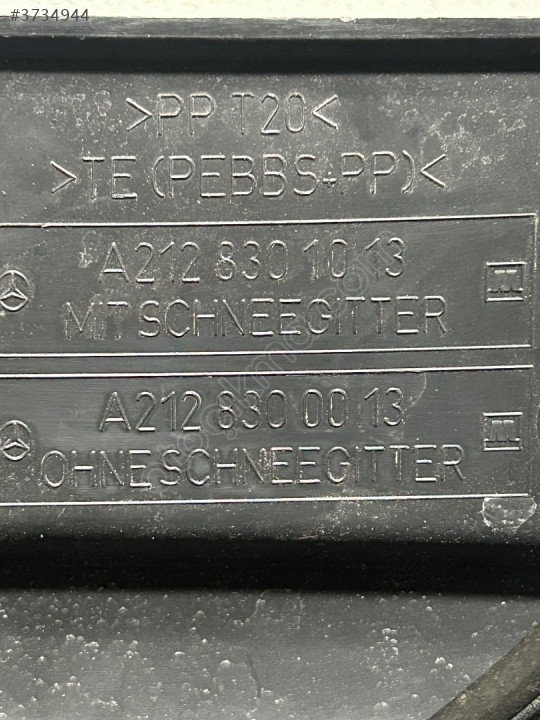 #3734944
>PP T20<
>TE (PEBBS+PP)<
A212 830 10 13
MIT SCHNEEGITTER
A212 830 00 13
OHNE SCHNEEGITTER